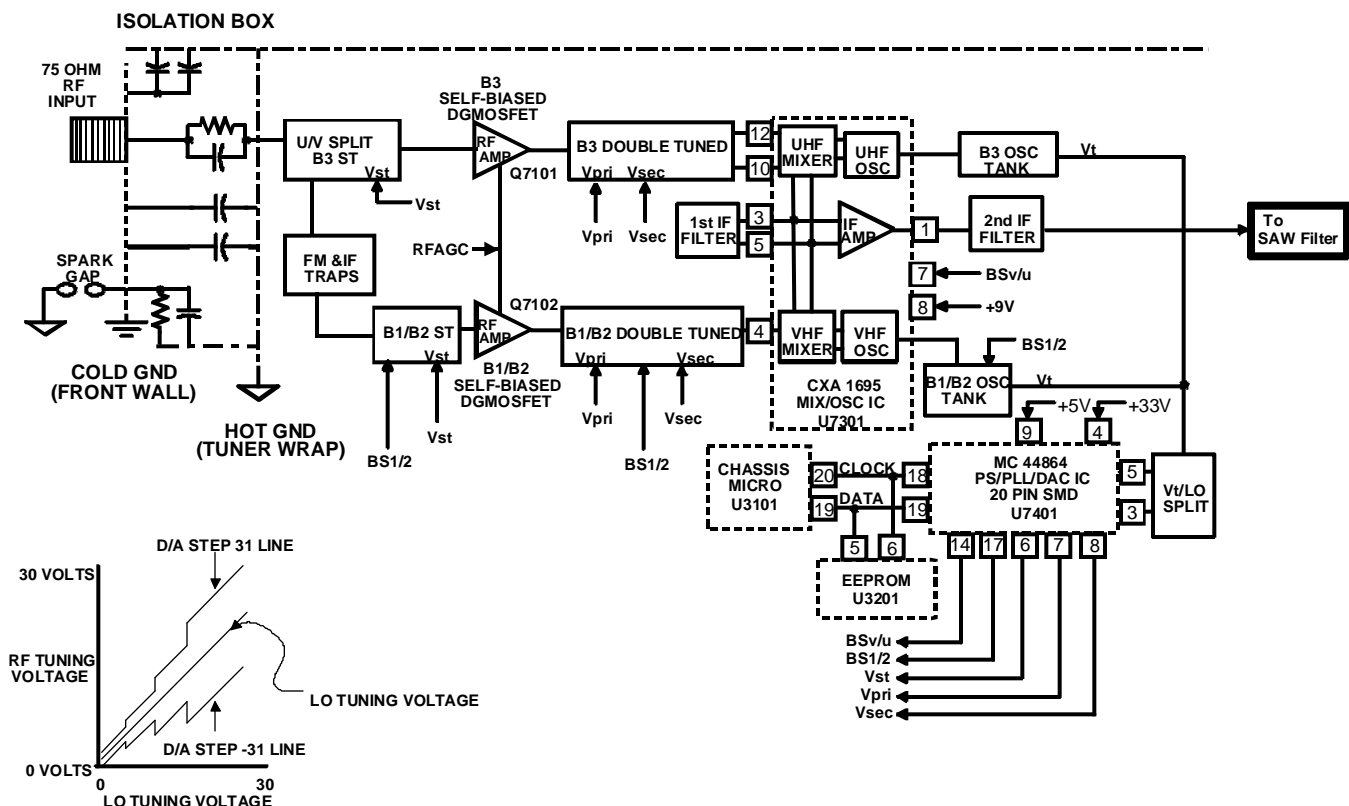 ISOLATION BOX
75 OHM
RF
INPUT
B3
SELF-BIASED
DGMOSFET
U/V SPLIT
B3 ST
Vst
Vst
RF
AMP
Q7101
B3 DOUBLE TUNED
Vpri
Vsec
Vpri
Vsec
12
10
UHF
MIXER
UHF
OSC
B3 OSC
TANK
Vt
1st IF
FILTER
3
5
IF
AMP
1
2nd IF
FILTER
To
SAW Filter
7
BSv/u
8
+9V
RFAGC
FM &IF
TRAPS
SPARK
GAP
COLD GND
(FRONT WALL)
HOT GND
(TUNER WRAP)
B1/B2 ST
Vst
BS1/2
Vst
Q7102
RF
AMP
B1/B2
SELF-BIASED
DGMOSFET
B1/B2 DOUBLE TUNED
Vpri
Vsec
Vpri
BS1/2
Vsec
4
VHF
MIXER
VHF
OSC
CXA 1695
MIX/OSC IC
U7301
BS1/2
B1/B2 OSC
TANK
Vt
+5V
+33V
9
4
CHASSIS
MICRO
U3101
20
CLOCK
18
19
DATA
19
MC 44864
PS/PLL/DAC IC
20 PIN SMD
U7401
5
3
Vt/LO
SPLIT
5
6
EEPROM
U3201
14
17
6
7
8
BSv/u
BS1/2
Vst
Vpri
Vsec
D/A STEP 31 LINE
30 VOLTS
RF TUNING
VOLTAGE
LO TUNING VOLTAGE
D/A STEP -31 LINE
0 VOLTS
0
30
LO TUNING VOLTAGE